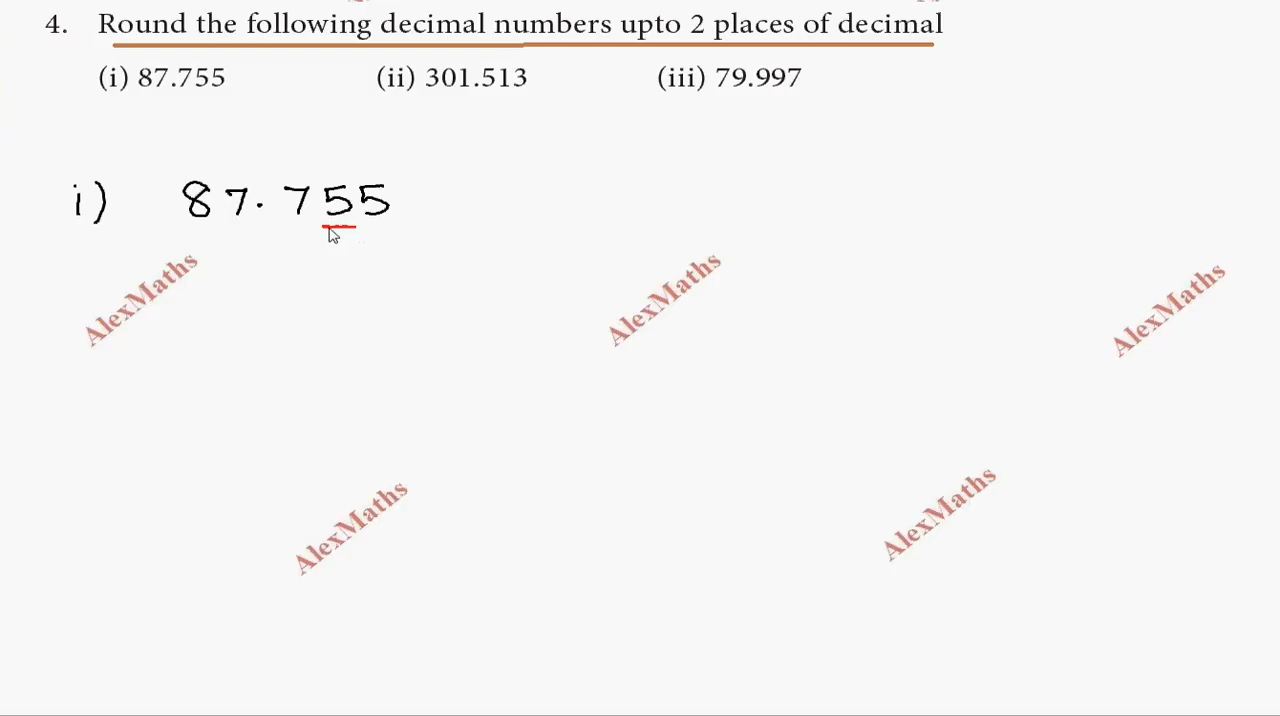 4. Round the following decimal numbers upto 2 places of decimal
(i) 87.755 (ii) 301.513 (iii) 79.997
i) 87.755
AlexMaths
AlexMaths
AlexMaths
AlexMaths
AlexMaths